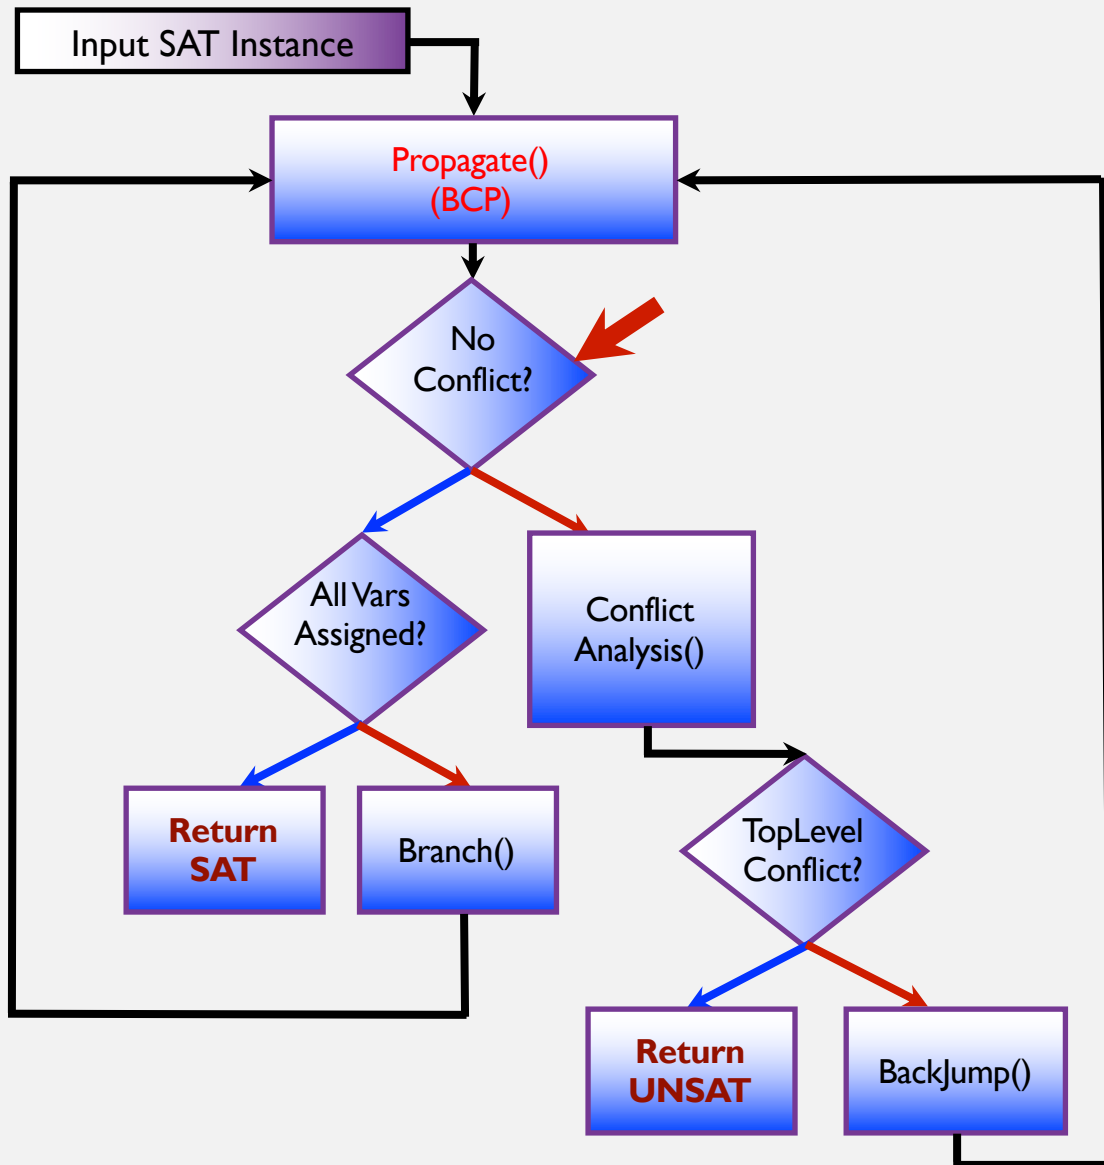 Input SAT Instance
Propagate()
(BCP)
No
Conflict?
All Vars
Assigned?
Conflict
Analysis()
Return
SAT
Branch()
TopLevel
Conflict?
Return
UNSAT
BackJump()